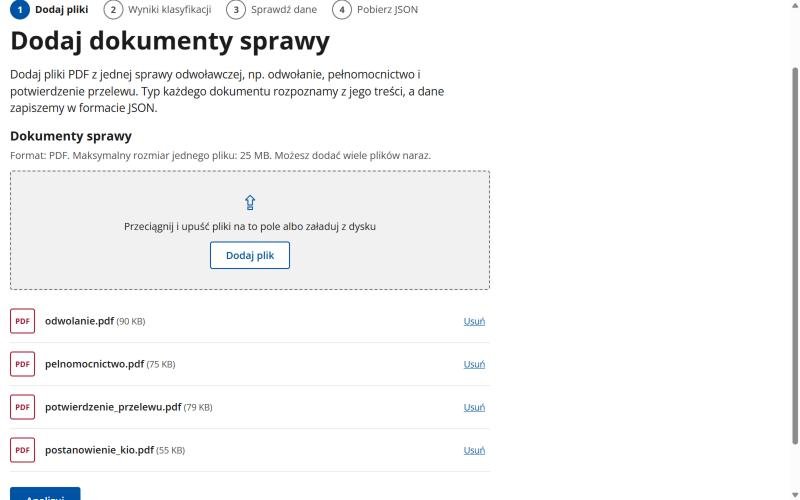 1 Dodaj pliki 2 Wyniki klasyfikacji 3 Sprawdź dane 4 Pobierz JSON
Dodaj dokumenty sprawy
Dodaj pliki PDF z jednej sprawy odwoławczej, np. odwołanie, pełnomocnictwo i
potwierdzenie przelewu. Typ każdego dokumentu rozpoznamy z jego treści, a dane
zapiszemy w formacie JSON.
Dokumenty sprawy
Format: PDF. Maksymalny rozmiar jednego pliku: 25 MB. Możesz dodać wiele plików naraz.
Przeciągnij i upuść pliki na to pole albo załaduj z dysku
Dodaj plik
PDF odwolanie.pdf (90 KB) Usuń
PDF pelnomocnictwo.pdf (75 KB) Usuń
PDF potwierdzenie_przelewu.pdf (79 KB) Usuń
PDF postanowienie_kio.pdf (55 KB) Usuń